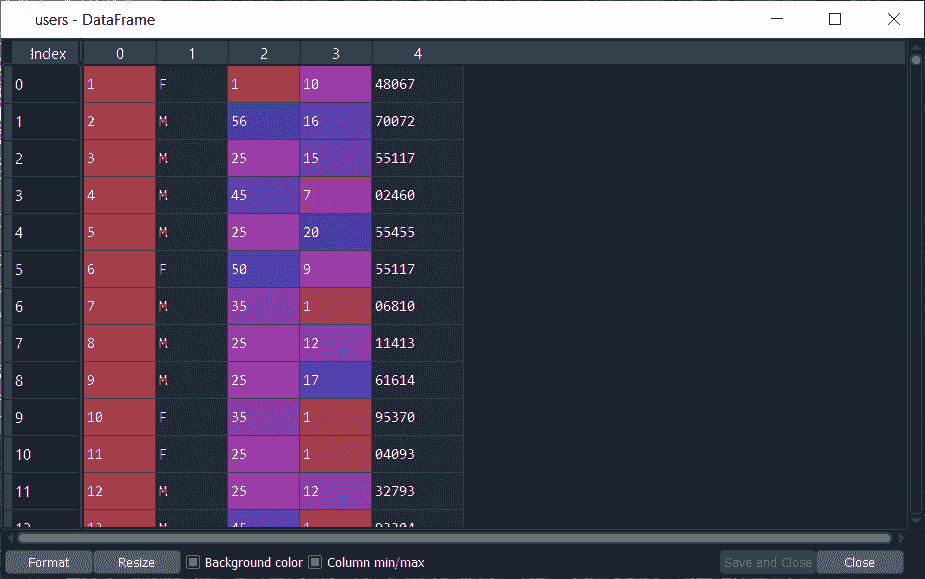 users - DataFrame
Index 0 1 2 3 4
0 1 F 1 10 48067
1 2 M 56 16 70072
2 3 M 25 15 55117
3 4 M 45 7 02460
4 5 M 25 20 55455
5 6 F 50 9 55117
6 7 M 35 1 06810
7 8 M 25 12 11413
8 9 M 25 17 61614
9 10 F 35 1 95370
10 11 F 25 1 04093
11 12 M 25 12 32793
12 13 M 45 1 93304
Format Resize Background color Column min/max Save and Close Close